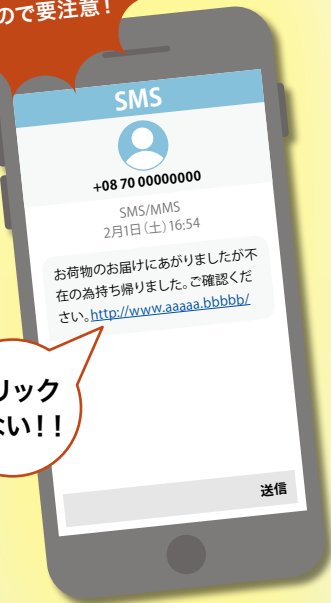 ので要注意!
SMS
+08 70 00000000
SMS/MMS
2月1日(土)16:54
お荷物のお届けにあがりましたが不
在の為持ち帰りました。ご確認くだ
さい。http://www.aaaaa.bbbbb/
リック
ない!!
送信